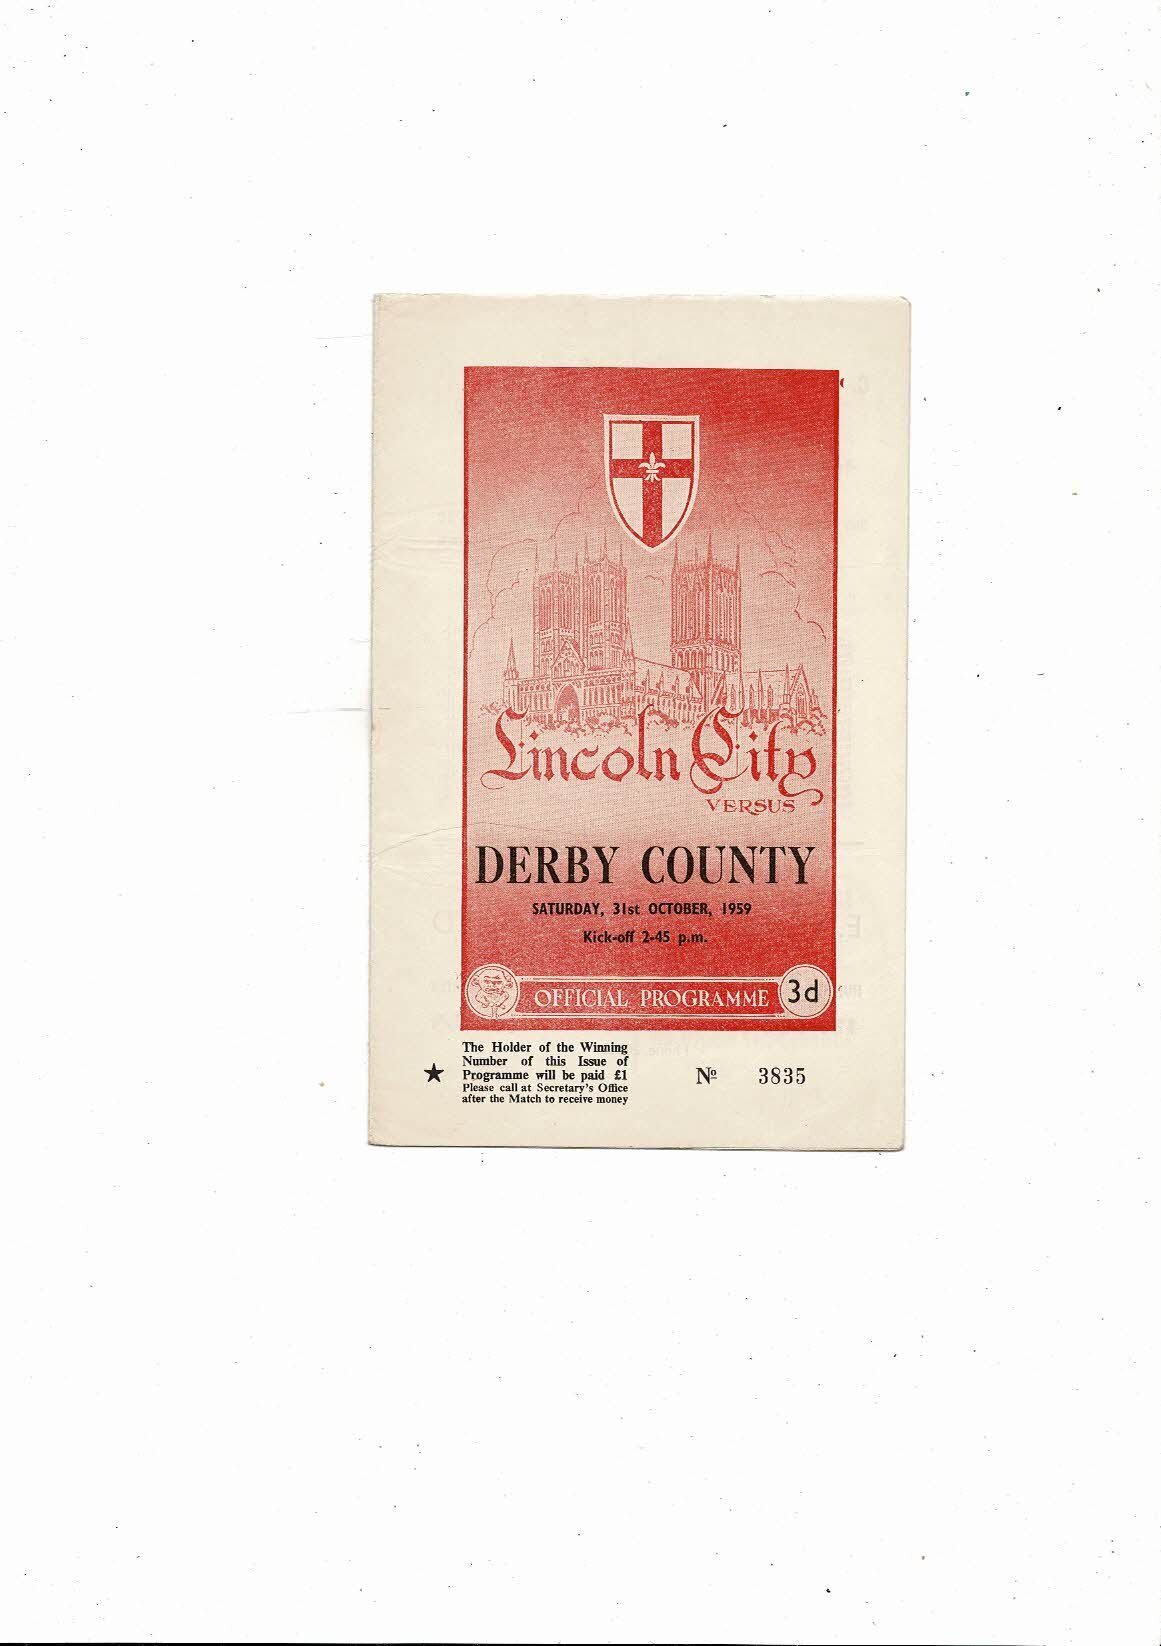 Lincoln City
VERSUS
DERBY COUNTY
SATURDAY, 31st OCTOBER, 1959
Kick-off 2-45 p.m.
OFFICIAL PROGRAMME 3d
The Holder of the Winning
Number of this Issue of
★ Programme will be paid £1
Please call at Secretary's Office
after the Match to receive money
Nº 3835